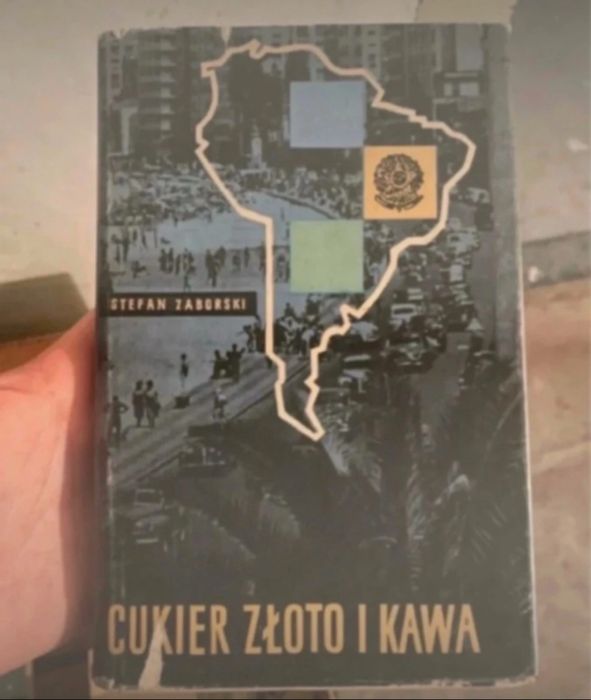 STEFAN ZABORSKI
CUKIER ZŁOTO I KAWA